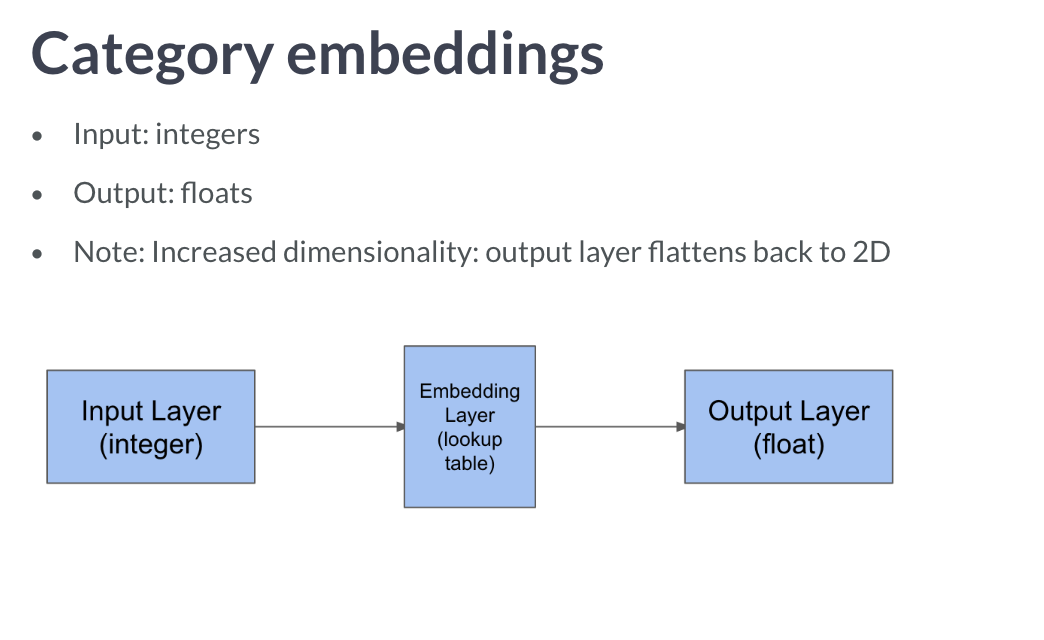 Category embeddings
• Input: integers
• Output: floats
• Note: Increased dimensionality: output layer flattens back to 2D
Input Layer
(integer)
Embedding
Layer
(lookup
table)
Output Layer
(float)